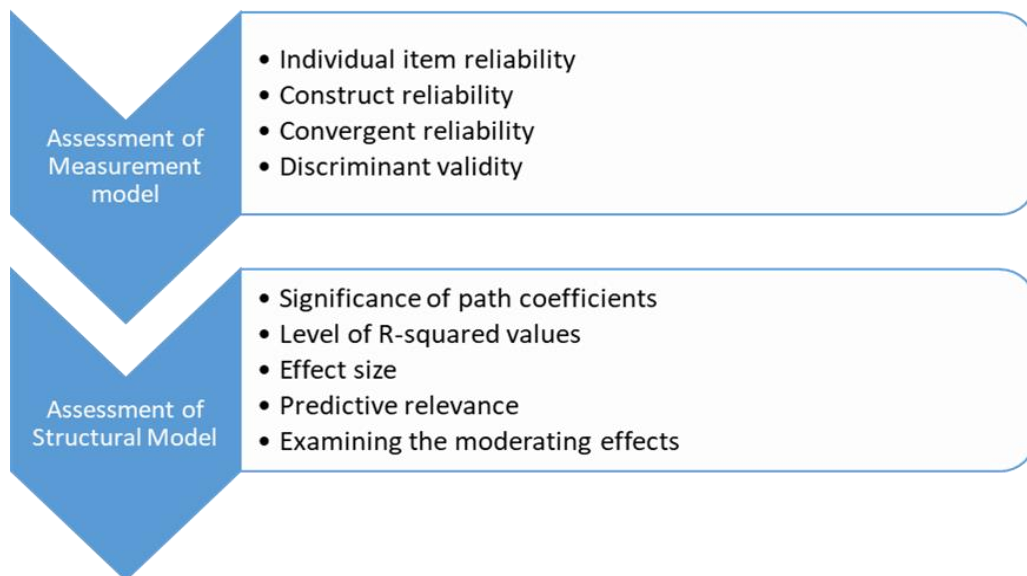 Assessment of
Measurement
model
• Individual item reliability
• Construct reliability
• Convergent reliability
• Discriminant validity
Assessment of
Structural Model
• Significance of path coefficients
• Level of R-squared values
• Effect size
• Predictive relevance
• Examining the moderating effects